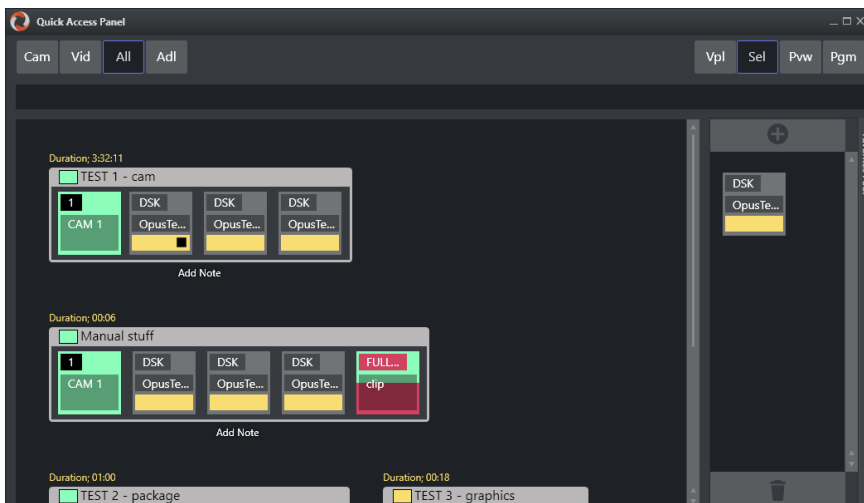 Quick Access Panel
Cam Vid All Adl Vpl Sel Pvw Pgm
Duration; 3:32:11
TEST 1 - cam
1 DSK DSK DSK
CAM 1 OpusTe... OpusTe... OpusTe...
Add Note
DSK
OpusTe...
Duration; 00:06
Manual stuff
1 DSK DSK DSK FULL...
CAM 1 OpusTe... OpusTe... OpusTe... clip
Add Note
Duration; 01:00 Duration; 00:18
TEST 2 - package TEST 3 - graphics